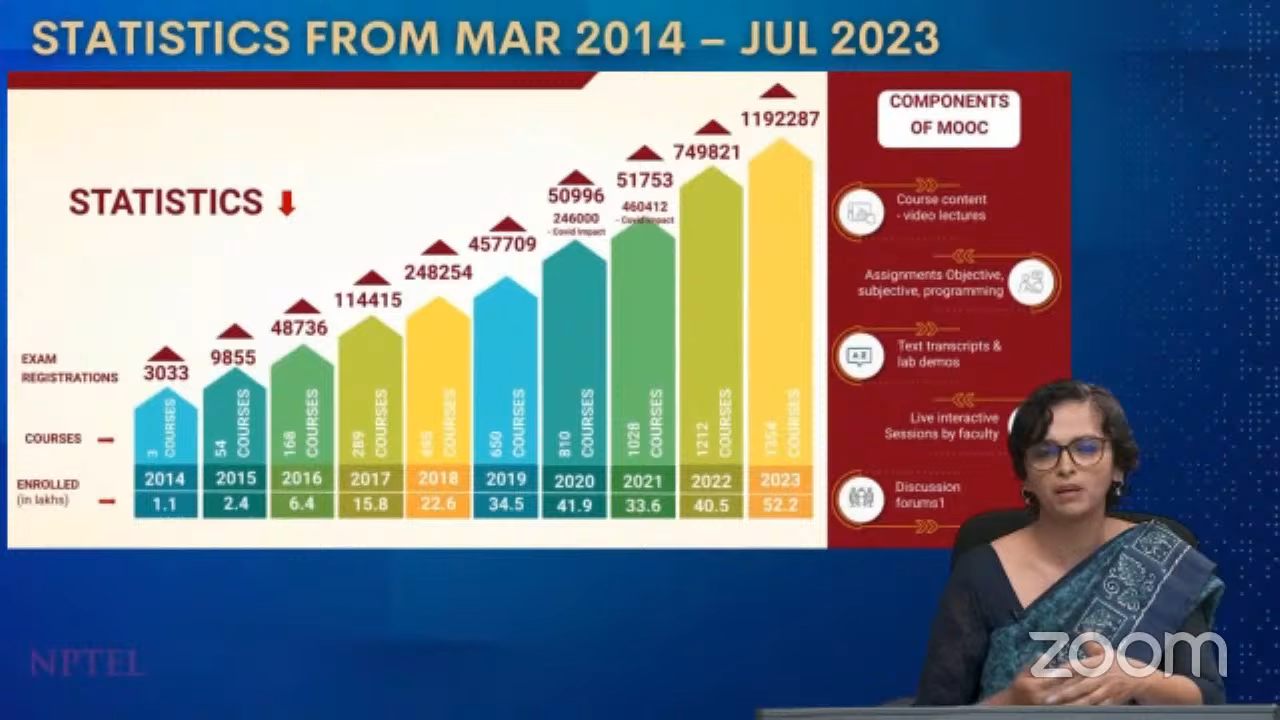 STATISTICS FROM MAR 2014 – JUL 2023
STATISTICS
EXAM
REGISTRATIONS
3033
9855
48736
114415
248254
457709
50996
246000
- Covid Impact
51753
460412
- Covid Impact
749821
1192287
COURSES
3 COURSES
54 COURSES
168 COURSES
289 COURSES
COURSES
650 COURSES
810 COURSES
1028 COURSES
1212 COURSES
1354 COURSES
2014 2015 2016 2017 2018 2019 2020 2021 2022 2023
ENROLLED
(in lakhs)
1.1 2.4 6.4 15.8 22.6 34.5 41.9 33.6 40.5 52.2
COMPONENTS
OF MOOC
Course content
- video lectures
Assignments Objective,
subjective, programming
Text transcripts &
lab demos
Live interactive
Sessions by faculty
Discussion
forums1
NPTEL
zoom